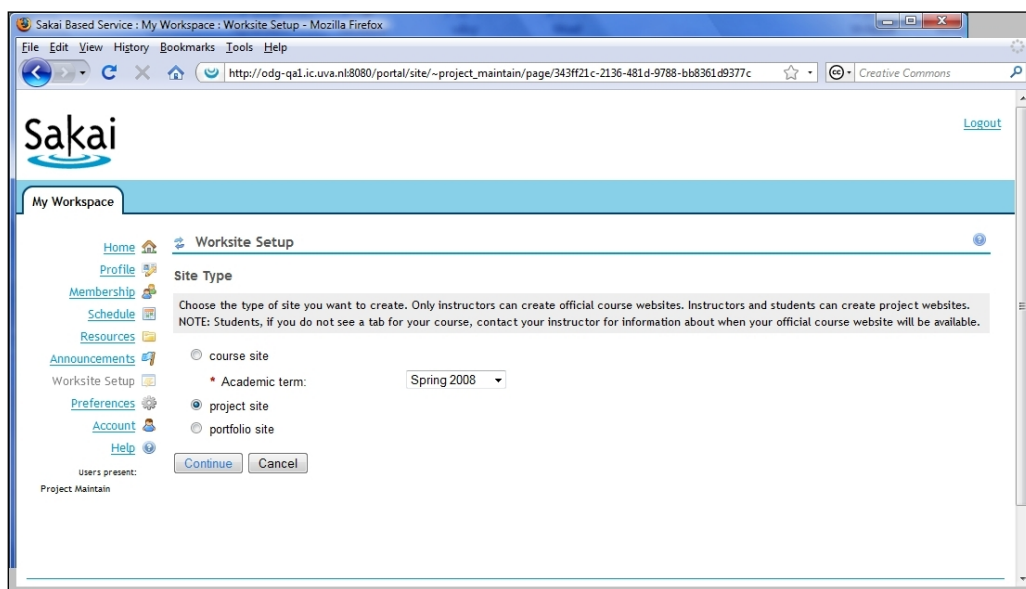 Sakai Based Service : My Workspace : Worksite Setup - Mozilla Firefox
File Edit View History Bookmarks Tools Help
http://odg-qa1.ic.uva.nl:8080/portal/site/~project_maintain/page/343ff21c-2136-481d-9788-bb8361d9377c
cc
Creative Commons
Sakai
Logout
My Workspace
Home
Profile
Membership
Schedule
Resources
Announcements
Worksite Setup
Preferences
Account
Help
Users present:
Project Maintain
Worksite Setup
Site Type
Choose the type of site you want to create. Only instructors can create official course websites. Instructors and students can create project websites.
NOTE: Students, if you do not see a tab for your course, contact your instructor for information about when your official course website will be available.
course site
* Academic term: Spring 2008
project site
portfolio site
Continue Cancel